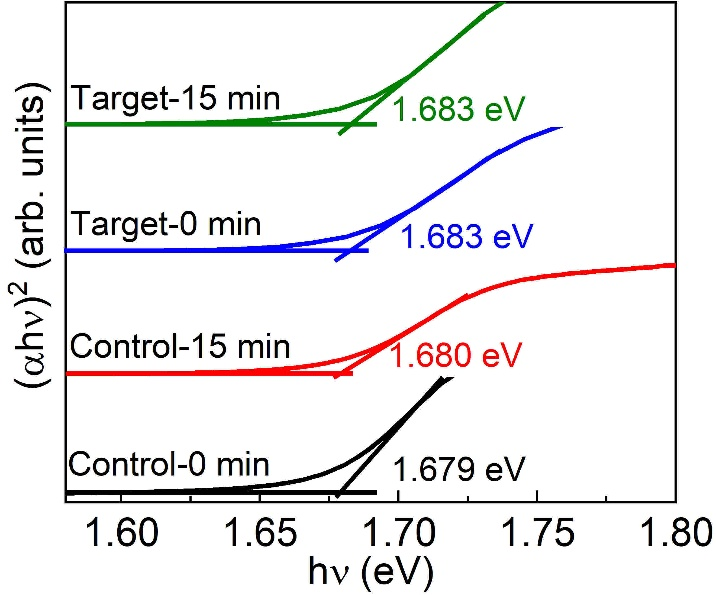 (αhν)² (arb. units)
Target-15 min
1.683 eV
Target-0 min
1.683 eV
Control-15 min
1.680 eV
Control-0 min
1.679 eV
1.60 1.65 1.70 1.75 1.80
hν (eV)